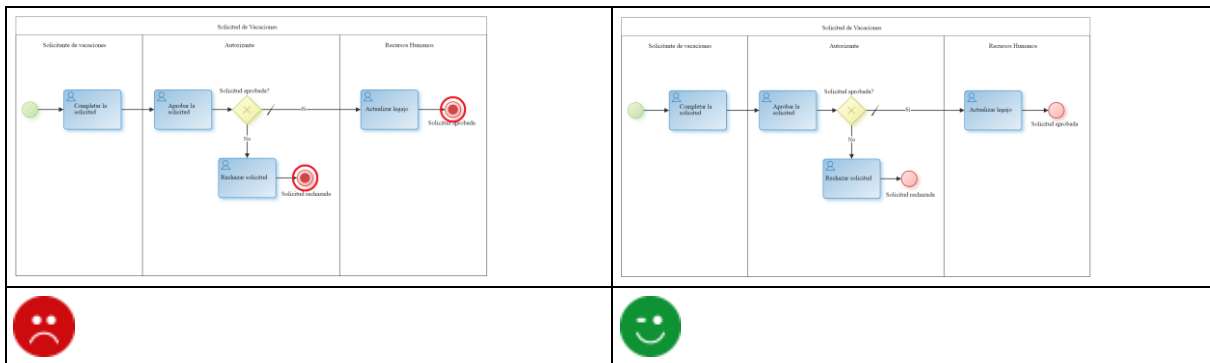 Solicitud de Vacaciones
Solicitante de vacaciones
Autorizante
Recursos Humanos
Solicitud aprobada?
Completar la
solicitud
Aprobar la
solicitud
Si
Actualizar legajo
Solicitud aprobada
No
Rechazar solicitud
Solicitud rechazada
Solicitud de Vacaciones
Solicitante de vacaciones
Autorizante
Recursos Humanos
Solicitud aprobada?
Completar la
solicitud
Aprobar la
solicitud
Si
Actualizar legajo
Solicitud aprobada
No
Rechazar solicitud
Solicitud rechazada